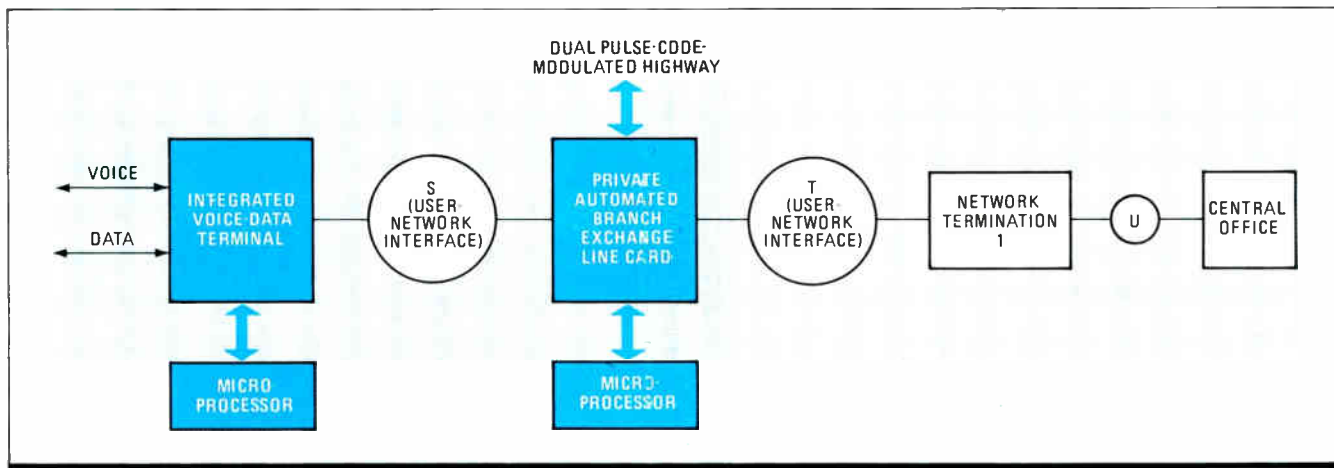 DUAL PULSE-CODE-
MODULATED HIGHWAY
VOICE
DATA
INTEGRATED
VOICE-DATA
TERMINAL
S
(USER-
NETWORK
INTERFACE)
PRIVATE
AUTOMATED
BRANCH
EXCHANGE
LINE CARD
T
(USER-
NETWORK
INTERFACE)
NETWORK
TERMINATION
1
U
CENTRAL
OFFICE
MICRO
PROCESSOR
MICRO-
PROCESSOR